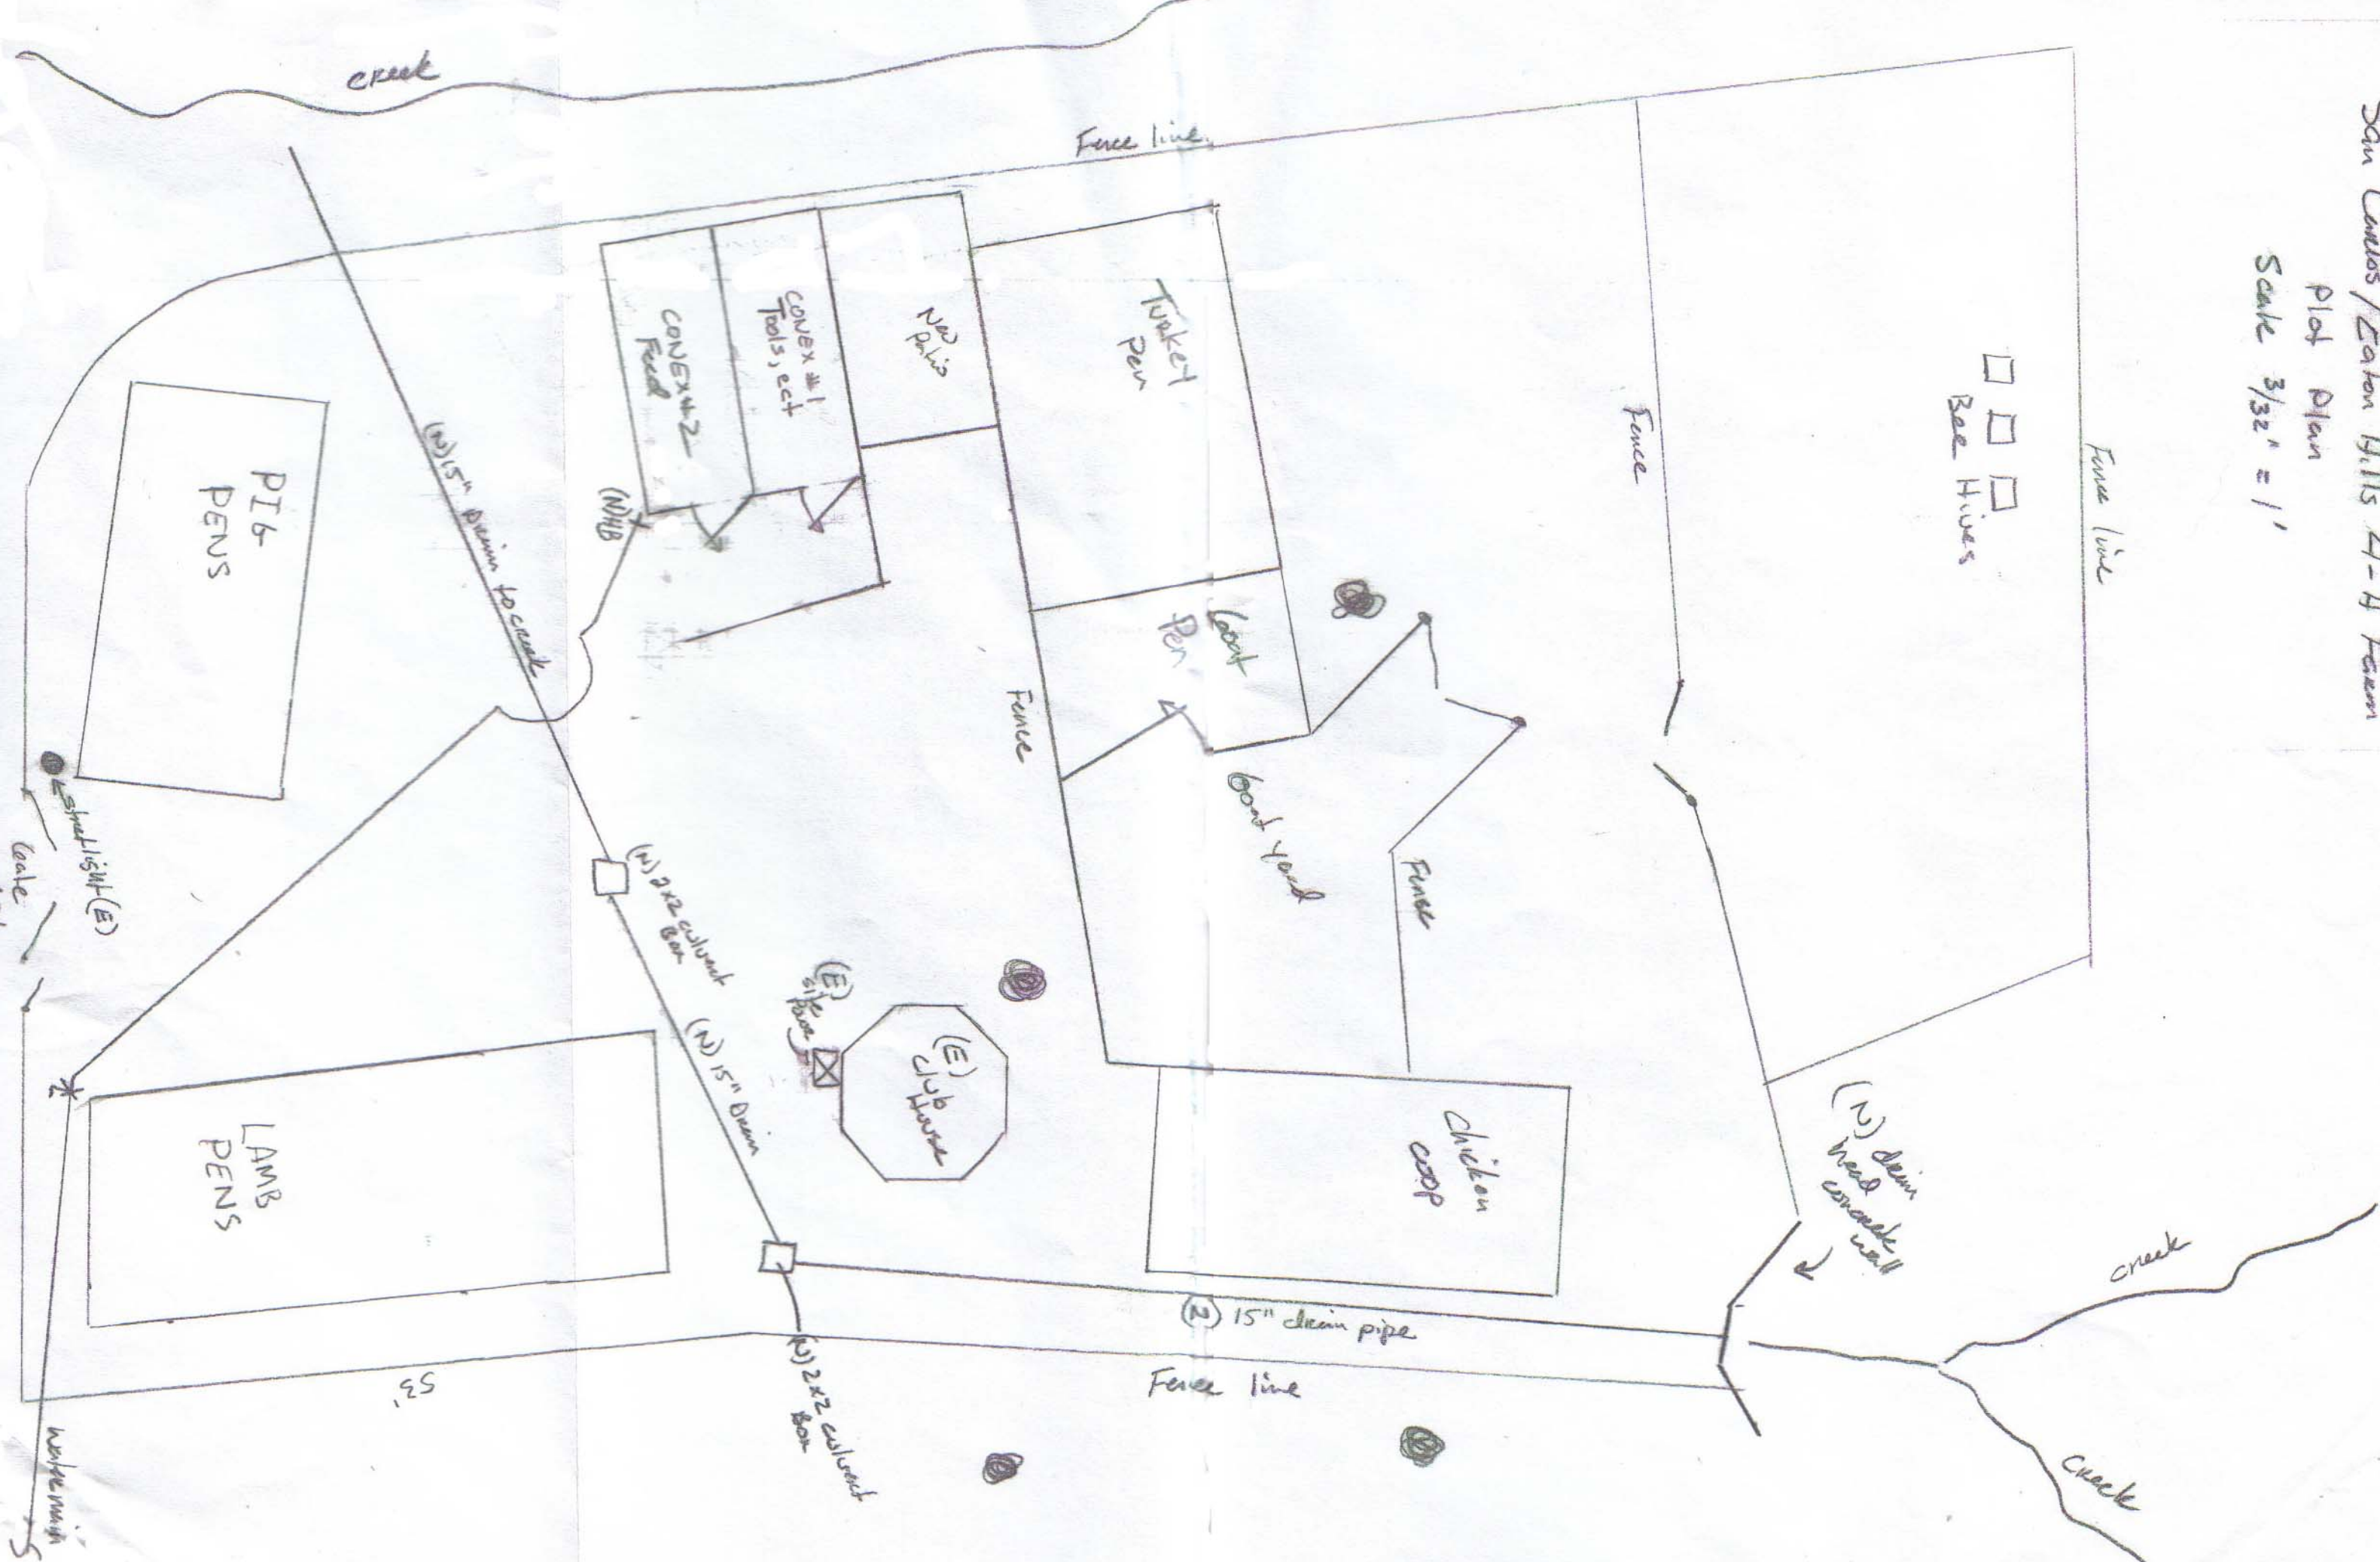 San Carlos/Eaton Hills 4-H Farm
Plot Plan
Scale 3/32" = 1'
Fence line
Bee Hives
Fence
Fence line
creek
creek
creek
(N) drain
head
concrete
wall
Turkey
Pen
Goat
Pen
Goat yard
Fence
Fence
Chicken
coop
(2) 15" drain pipe
Fence line
New
Patio
CONEX #1
Tools, ect
CONEX #2
Feed
(N) HB
(E)
Club
House
(E)
site
(N) 2x2 culvert
Box
(N) 15" Drain
(N) 2x2 culvert
Box
(N) 15" Drain to creek
PIG
PENS
LAMB
PENS
streetlight (E)
53'
watermain